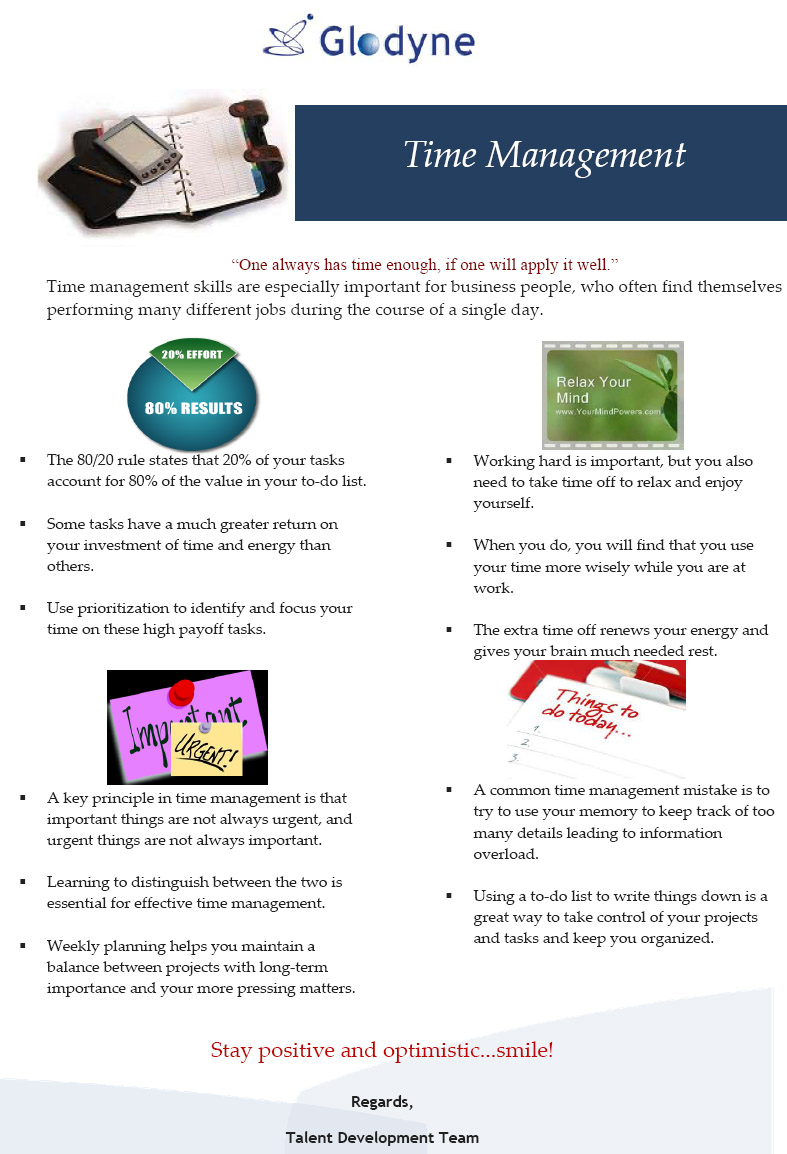 Glodyne
Time Management
“One always has time enough, if one will apply it well.”
Time management skills are especially important for business people, who often find themselves
performing many different jobs during the course of a single day.
20% EFFORT
80% RESULTS
▪ The 80/20 rule states that 20% of your tasks
account for 80% of the value in your to-do list.
▪ Some tasks have a much greater return on
your investment of time and energy than
others.
▪ Use prioritization to identify and focus your
time on these high payoff tasks.
Relax Your
Mind
www.YourMindPowers.com
▪ Working hard is important, but you also
need to take time off to relax and enjoy
yourself.
▪ When you do, you will find that you use
your time more wisely while you are at
work.
▪ The extra time off renews your energy and
gives your brain much needed rest.
Important
URGENT!
▪ A key principle in time management is that
important things are not always urgent, and
urgent things are not always important.
▪ Learning to distinguish between the two is
essential for effective time management.
▪ Weekly planning helps you maintain a
balance between projects with long-term
importance and your more pressing matters.
Things to
do today...
1.
2.
3.
▪ A common time management mistake is to
try to use your memory to keep track of too
many details leading to information
overload.
▪ Using a to-do list to write things down is a
great way to take control of your projects
and tasks and keep you organized.
Stay positive and optimistic...smile!
Regards,
Talent Development Team